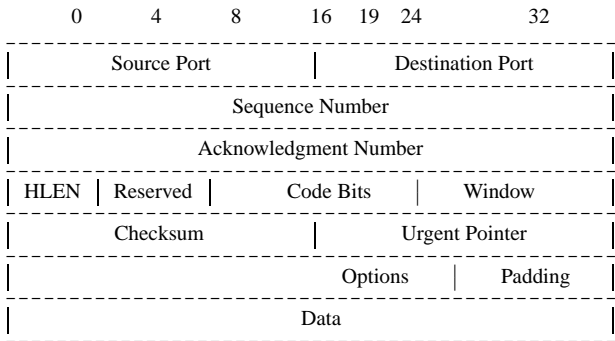 0 4 8 16 19 24 32
Source Port Destination Port
Sequence Number
Acknowledgment Number
HLEN Reserved Code Bits Window
Checksum Urgent Pointer
Options Padding
Data